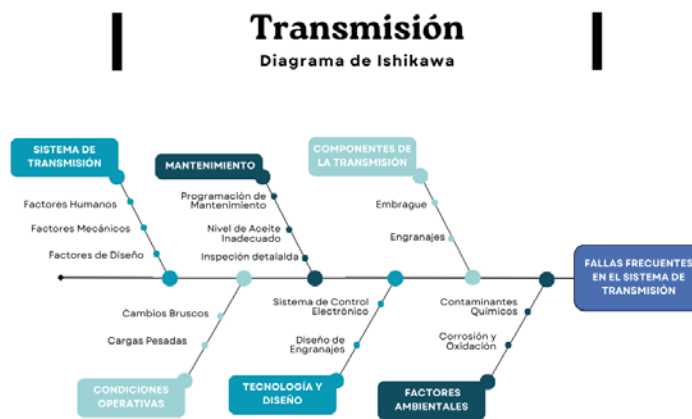 Transmisión
Diagrama de Ishikawa
SISTEMA DE
TRANSMISIÓN
Factores Humanos
Factores Mecánicos
Factores de Diseño
MANTENIMIENTO
Programación de
Mantenimiento
Nivel de Aceite
Inadecuado
Inspeción detalalda
COMPONENTES DE
LA TRANSMISIÓN
Embrague
Engranajes
FALLAS FRECUENTES
EN EL SISTEMA DE
TRANSMISIÓN
Cambios Bruscos
Cargas Pesadas
CONDICIONES
OPERATIVAS
Sistema de Control
Electrónico
Diseño de
Engranajes
TECNOLOGÍA Y
DISEÑO
Contaminantes
Químicos
Corrosión y
Oxidación
FACTORES
AMBIENTALES